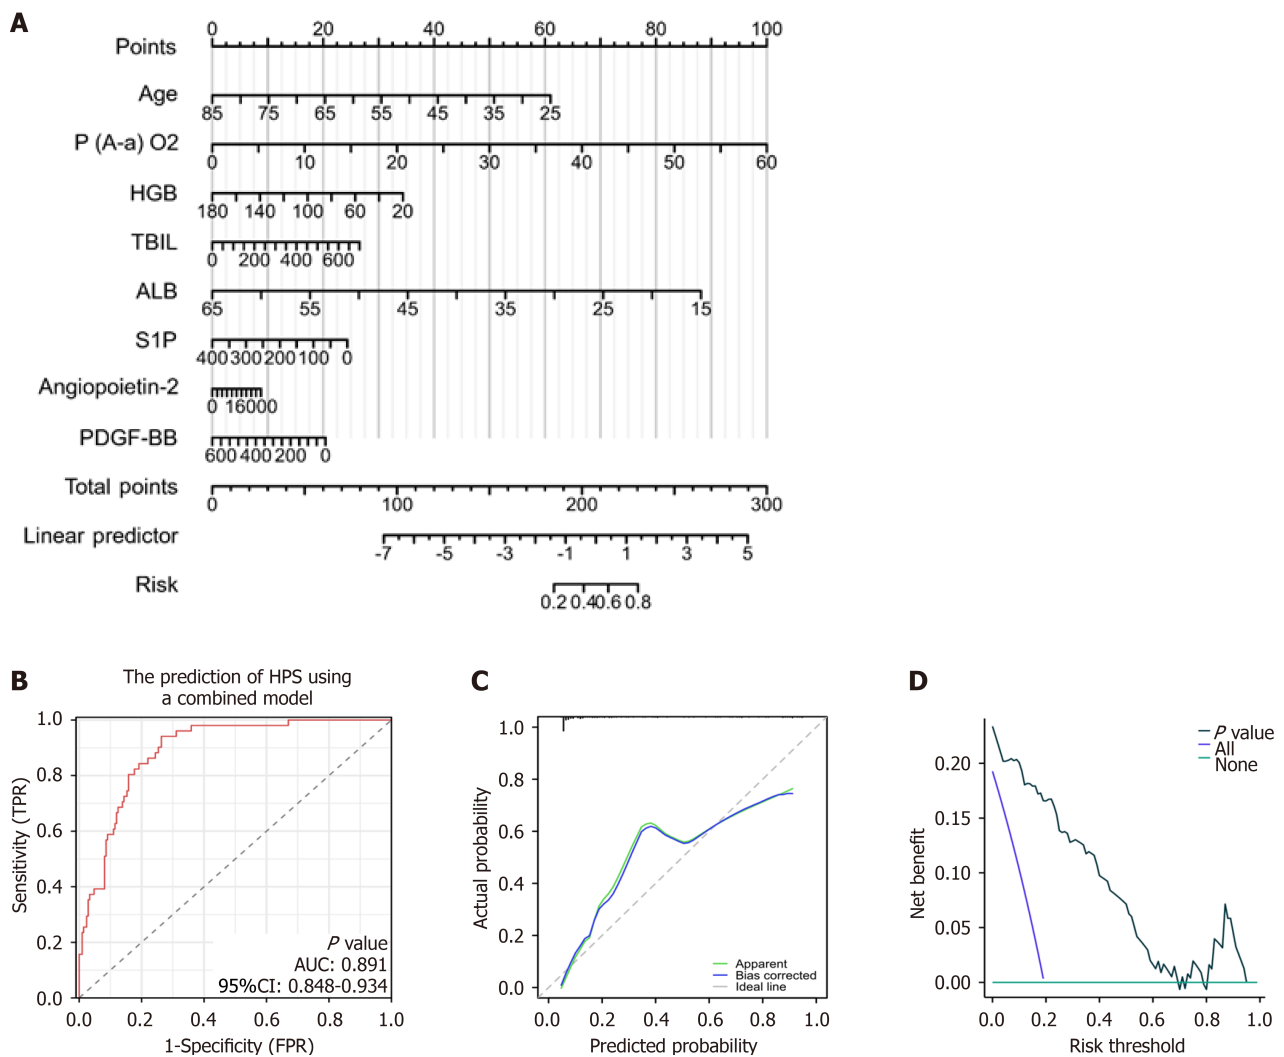 A
0 20 40 60 80 100
Points
Age
85 75 65 55 45 35 25
P (A-a) O2
0 10 20 30 40 50 60
HGB
180 140 100 60 20
TBIL
0 200 400 600
ALB
65 55 45 35 25 15
S1P
400 300 200 100 0
Angiopoietin-2
0 16000
PDGF-BB
600 400 200 0
Total points
0 100 200 300
Linear predictor
-7 -5 -3 -1 1 3 5
Risk
0.2 0.4 0.6 0.8
B
The prediction of HPS using
a combined model
1.0
0.8
0.6
0.4
0.2
0.0
Sensitivity (TPR)
P value
AUC: 0.891
95%CI: 0.848-0.934
0.0 0.2 0.4 0.6 0.8 1.0
1-Specificity (FPR)
C
1.0
0.8
0.6
0.4
0.2
0.0
Actual probability
Apparent
Bias corrected
Ideal line
0.0 0.2 0.4 0.6 0.8 1.0
Predicted probability
D
P value
All
None
0.20
0.15
0.10
0.05
0.00
Net benefit
0.0 0.2 0.4 0.6 0.8 1.0
Risk threshold